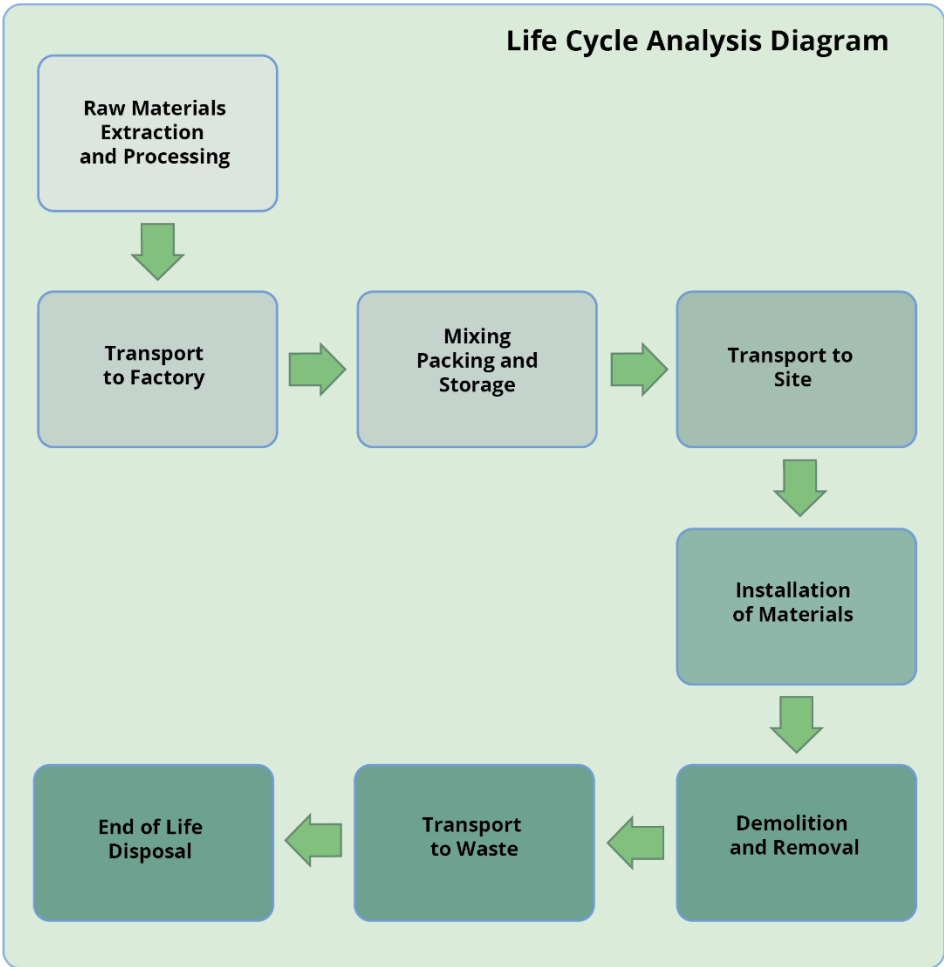 Life Cycle Analysis Diagram
Raw Materials
Extraction
and Processing
Transport
to Factory
Mixing
Packing and
Storage
Transport to
Site
Installation
of Materials
Demolition
and Removal
Transport
to Waste
End of Life
Disposal